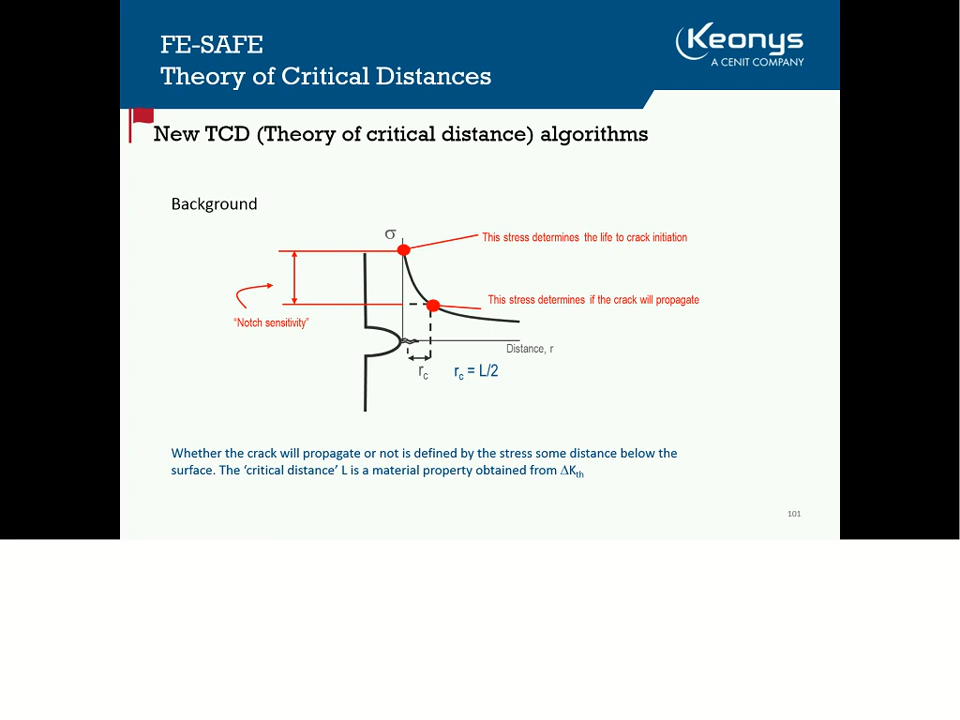 FE-SAFE
Theory of Critical Distances
Keonys
A CENIT COMPANY
New TCD (Theory of critical distance) algorithms
Background
σ
This stress determines the life to crack initiation
This stress determines if the crack will propagate
"Notch sensitivity"
Distance, r
rc
rc = L/2
Whether the crack will propagate or not is defined by the stress some distance below the
surface. The ‘critical distance’ L is a material property obtained from ΔKth
101